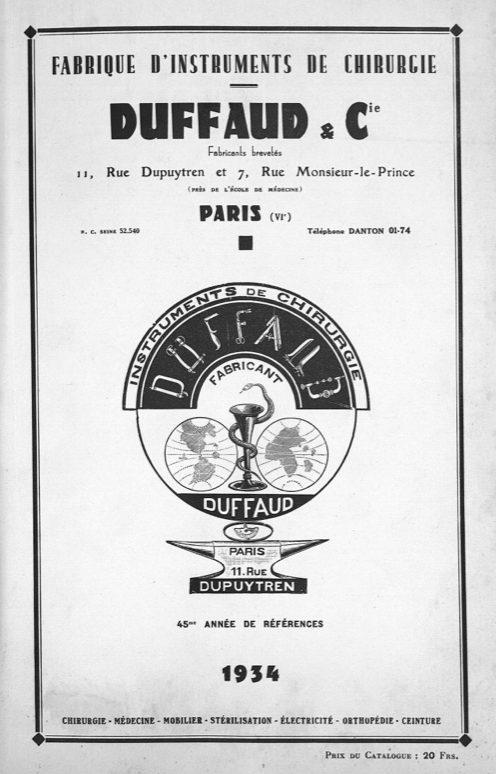 FABRIQUE D'INSTRUMENTS DE CHIRURGIE
DUFFAUD & Cie
Fabricants brevetés
11, Rue Dupuytren et 7, Rue Monsieur-le-Prince
(PRÈS DE L'ÉCOLE DE MÉDECINE)
PARIS (VIe)
R. C. SEINE 52.540
Téléphone DANTON 01-74
INSTRUMENTS DE CHIRURGIE
DUFFAUD
FABRICANT
DUFFAUD
PARIS
11. RUE
DUPUYTREN
45me ANNÉE DE RÉFÉRENCES
1934
CHIRURGIE - MÉDECINE - MOBILIER - STÉRILISATION - ÉLECTRICITÉ - ORTHOPÉDIE - CEINTURE
PRIX DU CATALOGUE : 20 FRS.